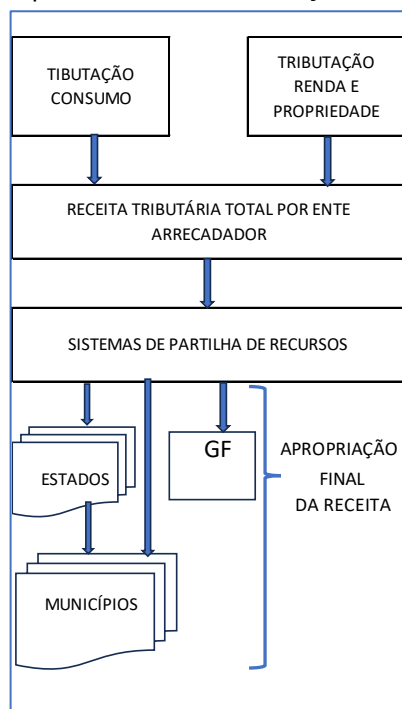 TIBUTAÇÃO
CONSUMO
TRIBUTAÇÃO
RENDA E
PROPRIEDADE
RECEITA TRIBUTÁRIA TOTAL POR ENTE
ARRECADADOR
SISTEMAS DE PARTILHA DE RECURSOS
ESTADOS
GF
APROPRIAÇÃO
FINAL
DA RECEITA
MUNICÍPIOS